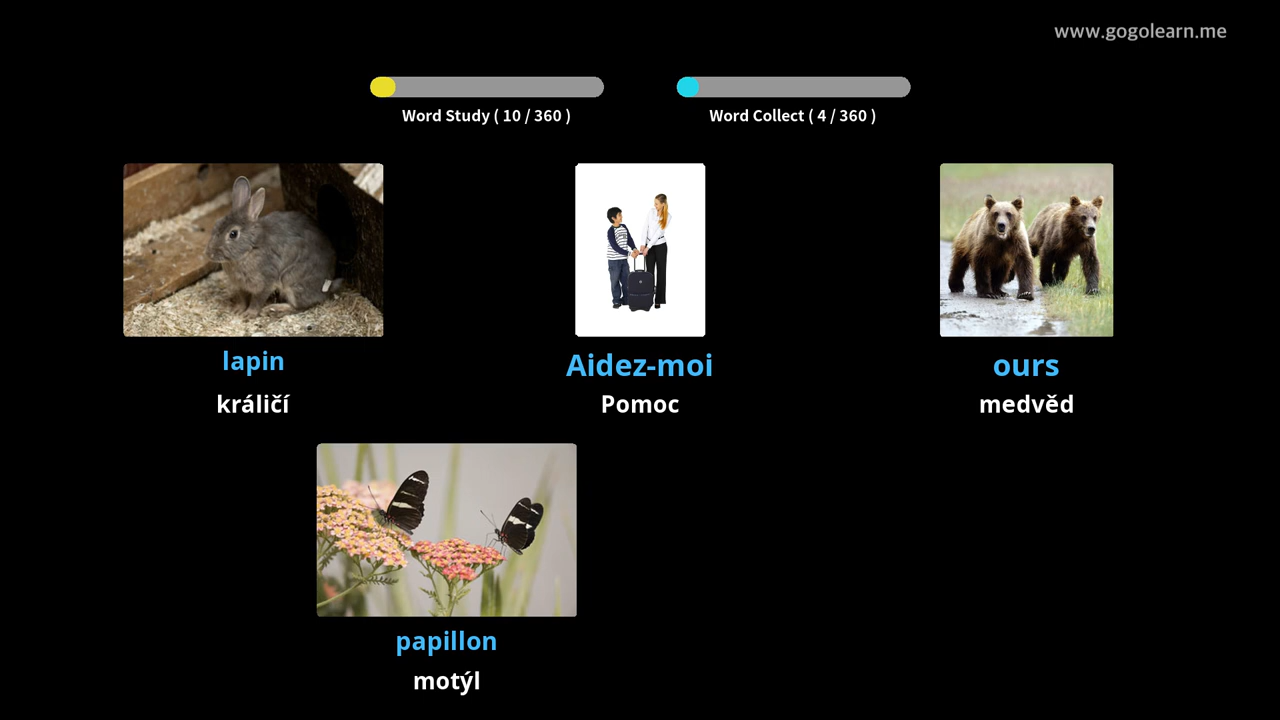 www.gogolearn.me
Word Study ( 10 / 360 )
Word Collect ( 4 / 360 )
lapin
králičí
Aidez-moi
Pomoc
ours
medvěd
papillon
motýl